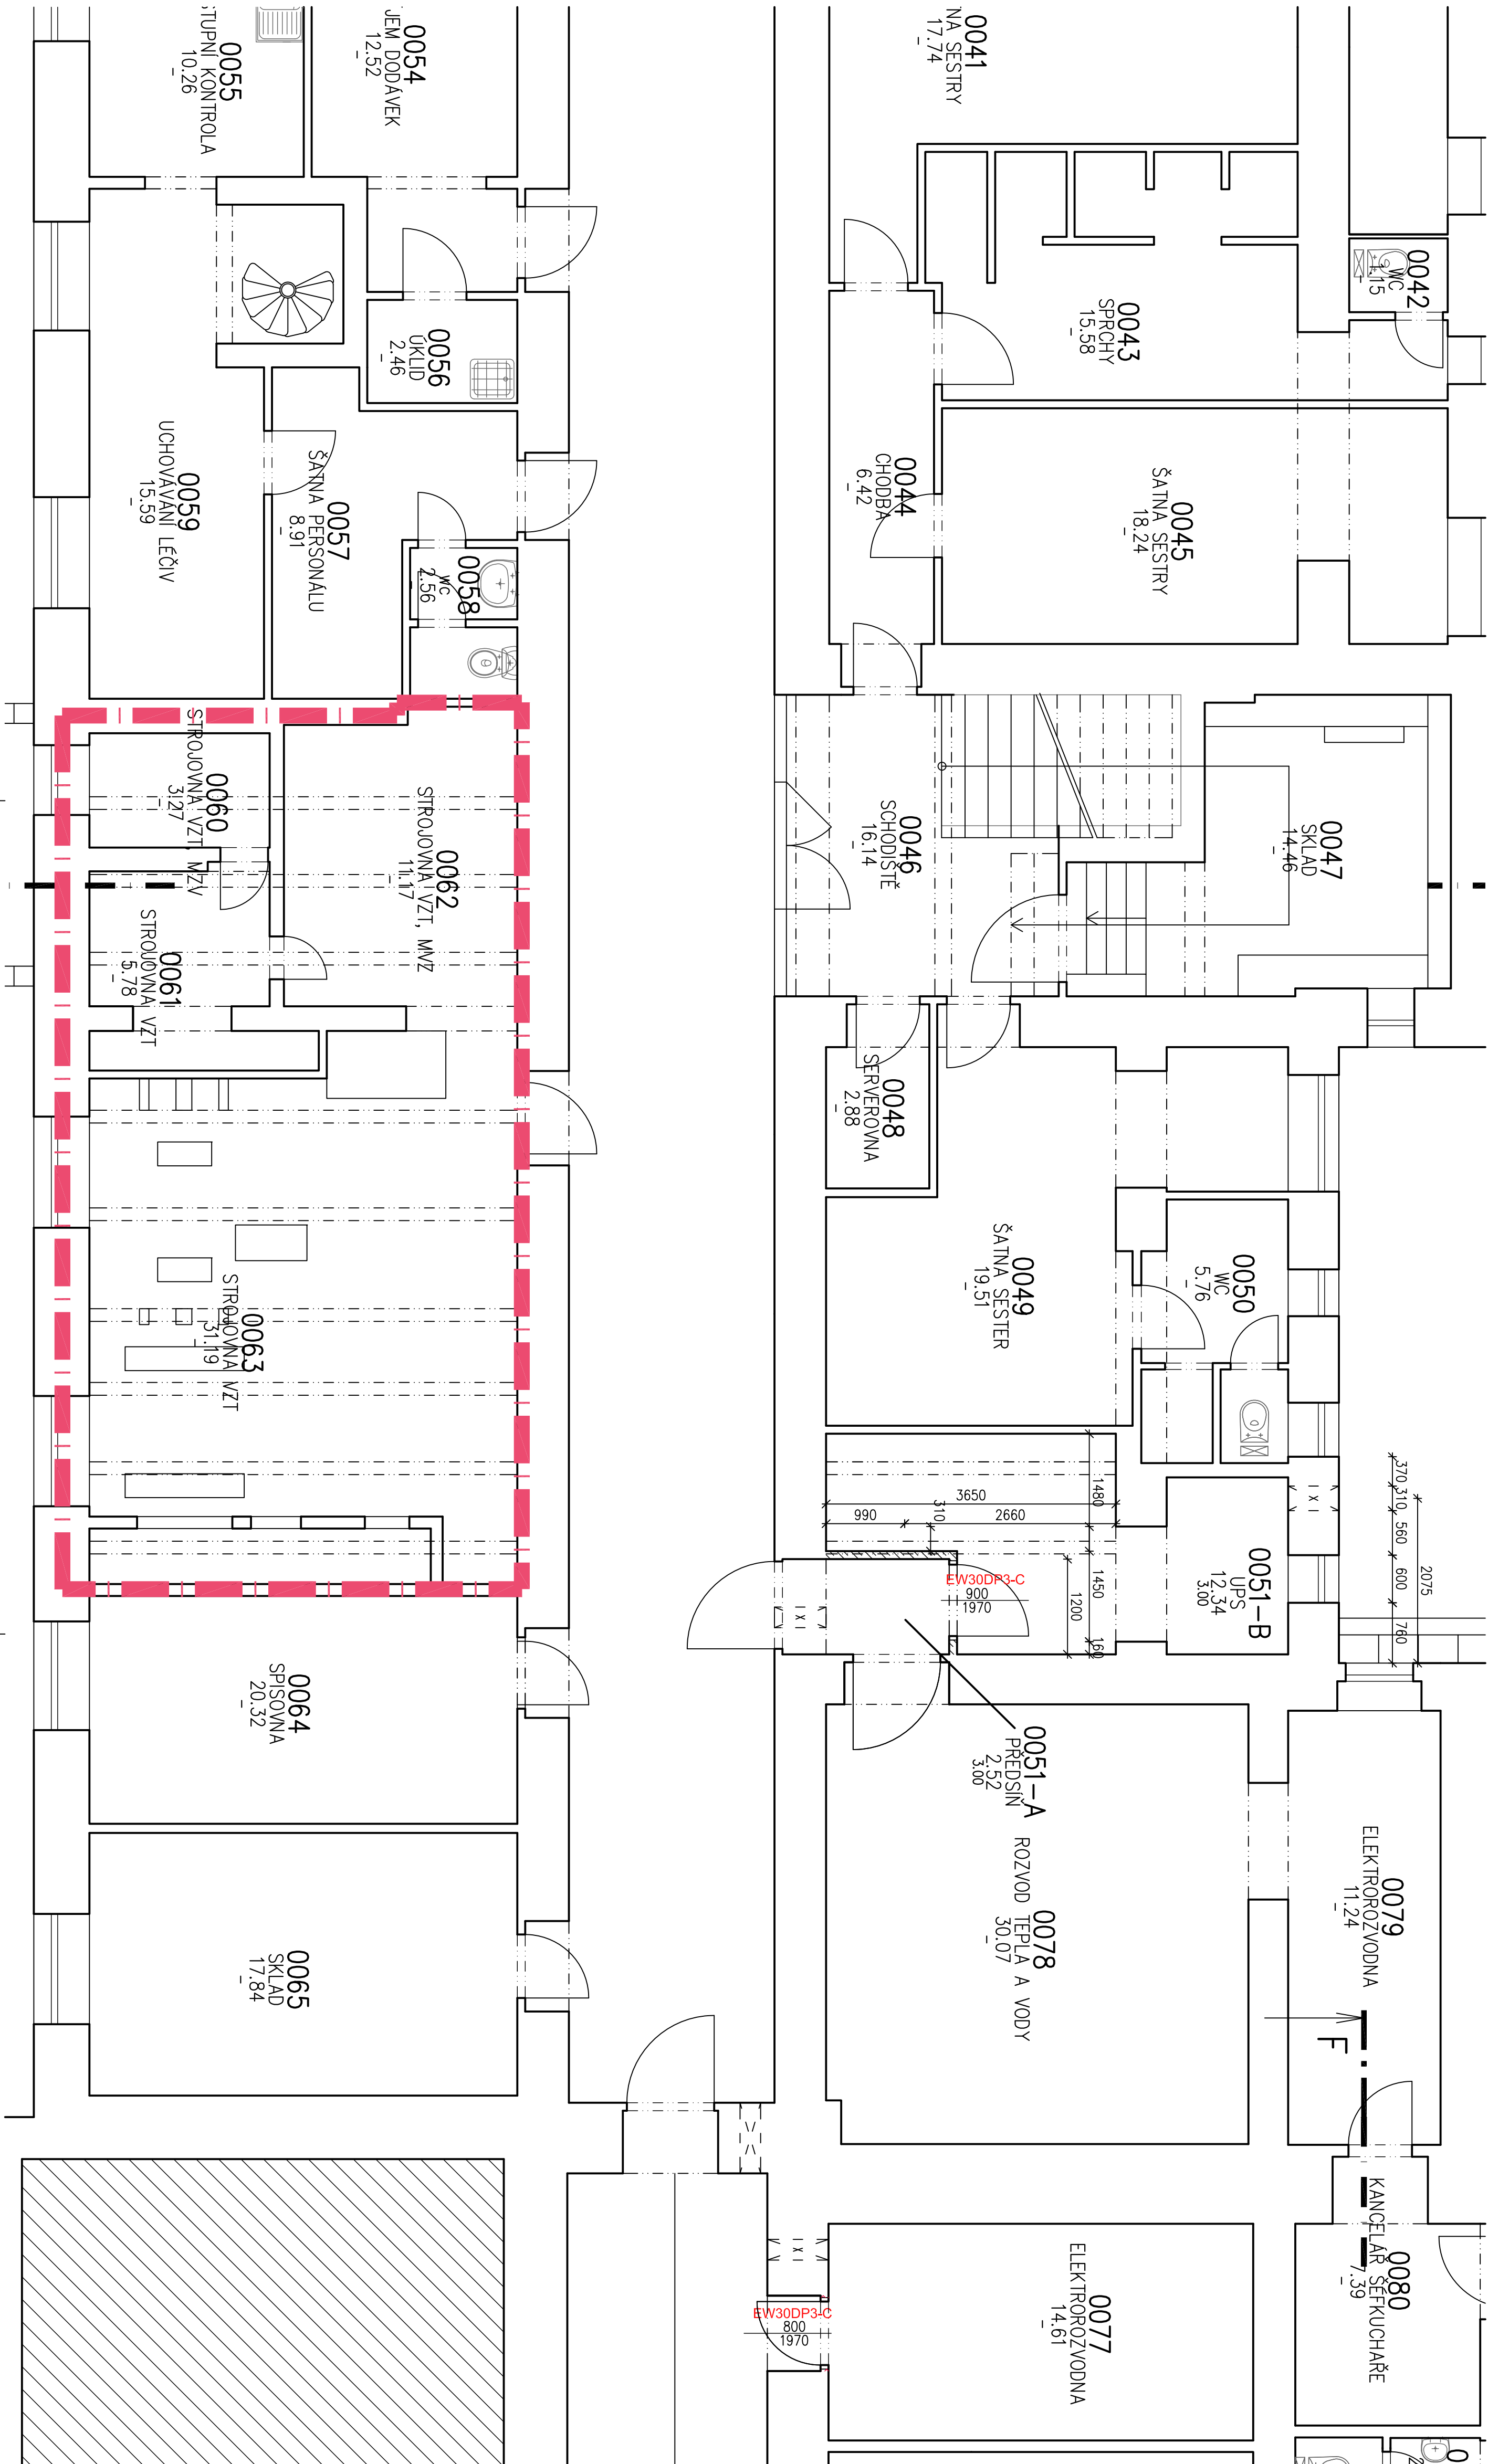 0041
NA SESTRY
17.74
0042
WC
1.15
0043
SPRCHY
15.58
0044
CHODBA
6.42
0045
ŠATNA SESTRY
18.24
0046
SCHODIŠTĚ
16.14
0047
SKLAD
14.46
0048
SERVEROVNA
2.88
0049
ŠATNA SESTER
19.51
0050
WC
5.76
0051-B
UPS
12.34
3.00
0051-A
PŘEDSÍŇ
2.52
3.00
0054
JEM DODÁVEK
12.52
0055
STUPNÍ KONTROLA
10.26
0056
ÚKLID
2.46
0057
ŠATNA PERSONÁLU
8.91
0058
WC
2.56
0059
UCHOVÁVÁNÍ LÉČIV
15.59
0060
STROJOVNA VZT, MZV
3.27
0061
STROJOVNA VZT
5.78
0062
STROJOVNA VZT, MVZ
11.17
0063
STROJOVNA VZT
31.19
0064
SPISOVNA
20.32
0065
SKLAD
17.84
0077
ELEKTROROZVODNA
14.61
0078
ROZVOD TEPLA A VODY
30.07
0079
ELEKTROROZVODNA
11.24
0080
KANCELÁŘ ŠÉFKUCHAŘE
7.39
F
370 310 560 600 760
2075
1480 1450 160
1200
3650
990 2660
310
EW30DP3-C
900
1970
EW30DP3-C
800
1970